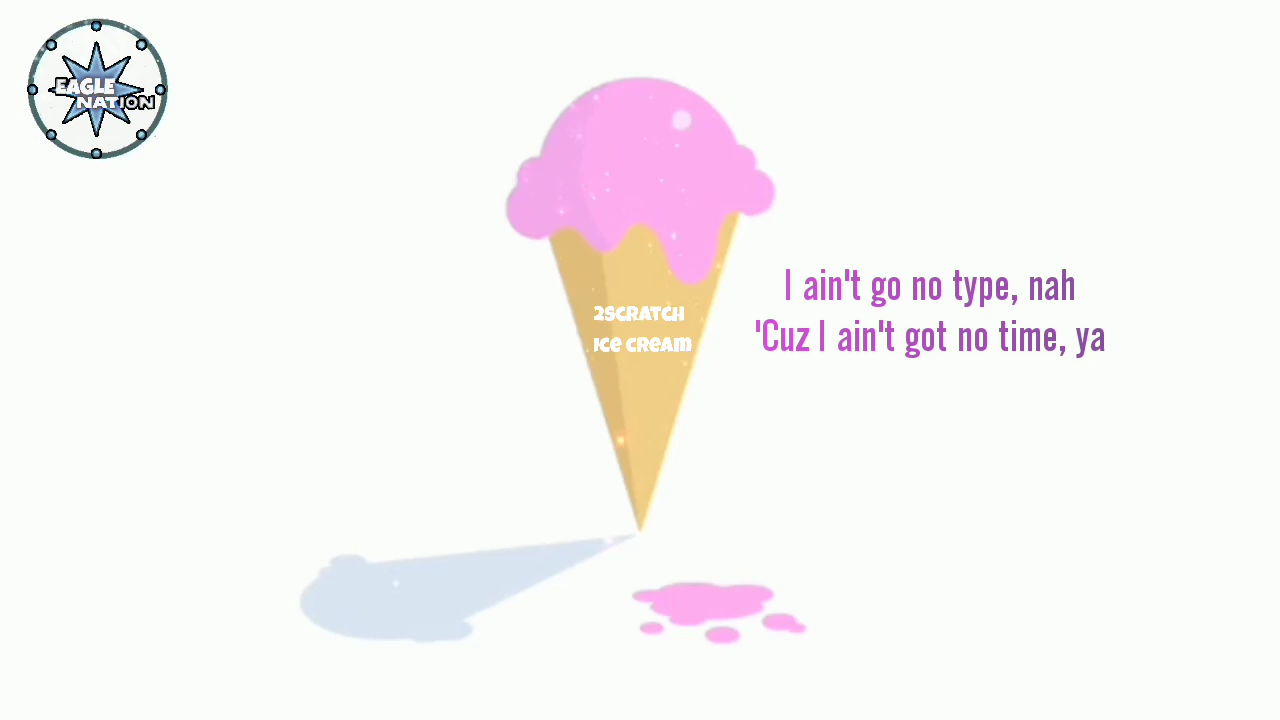 EAGLE
NATION
2SCRATCH
ICE CREAM
I ain't go no type, nah
'Cuz I ain't got no time, ya